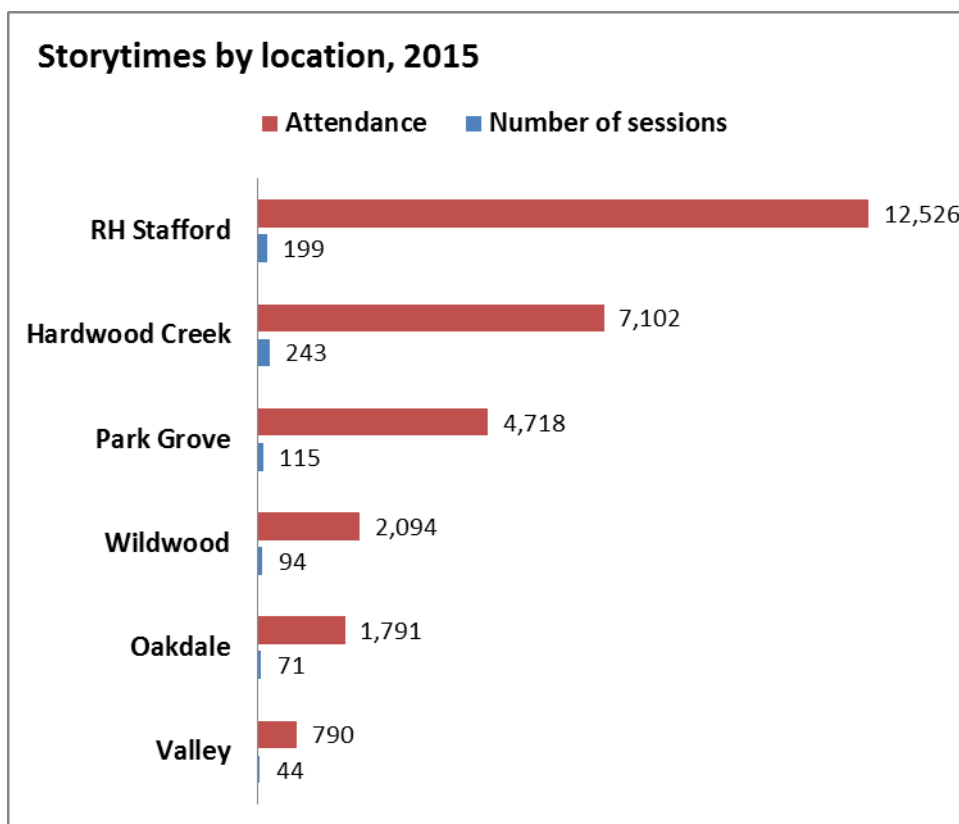 Storytimes by location, 2015
Attendance Number of sessions
RH Stafford 12,526
199
Hardwood Creek 7,102
243
Park Grove 4,718
115
Wildwood 2,094
94
Oakdale 1,791
71
Valley 790
44